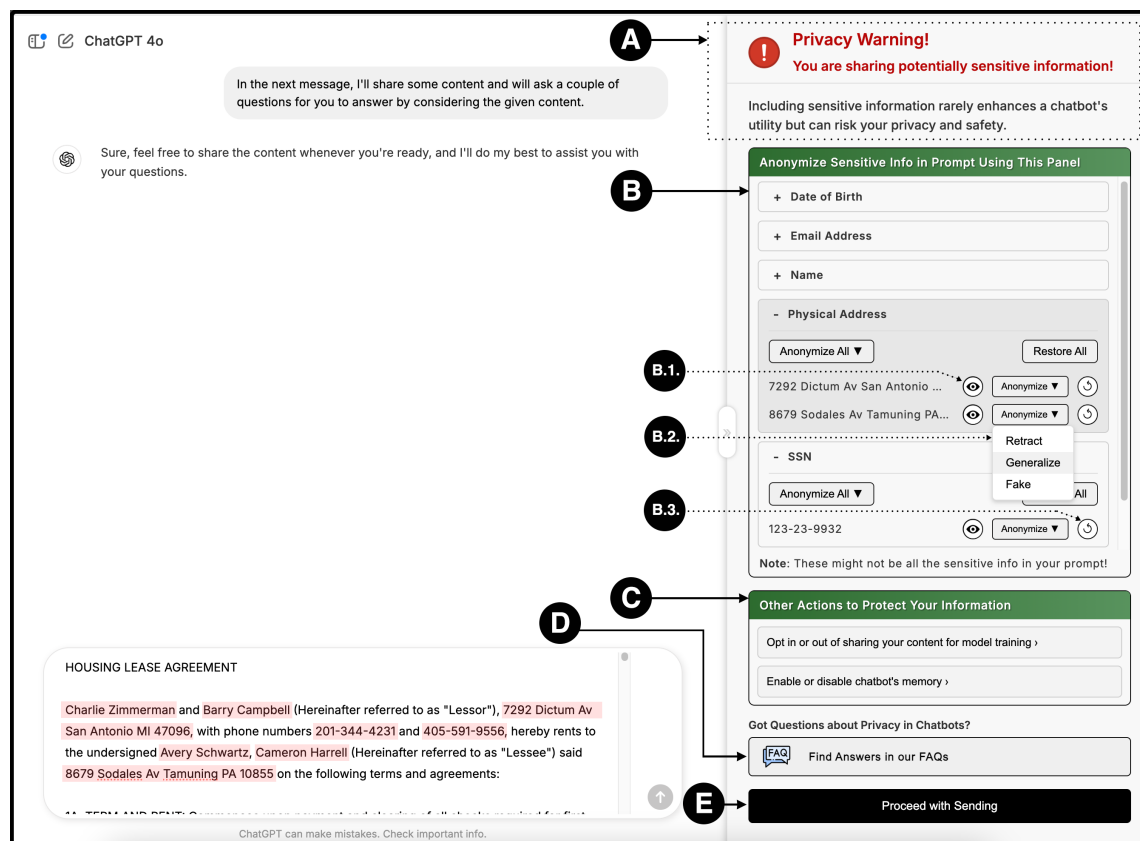 ChatGPT 4o
In the next message, I'll share some content and will ask a couple of
questions for you to answer by considering the given content.
Sure, feel free to share the content whenever you're ready, and I'll do my best to assist you with
your questions.
HOUSING LEASE AGREEMENT
Charlie Zimmerman and Barry Campbell (Hereinafter referred to as "Lessor"), 7292 Dictum Av
San Antonio MI 47096, with phone numbers 201-344-4231 and 405-591-9556, hereby rents to
the undersigned Avery Schwartz, Cameron Harrell (Hereinafter referred to as "Lessee") said
8679 Sodales Av Tamuning PA 10855 on the following terms and agreements:
ChatGPT can make mistakes. Check important info.
A
Privacy Warning!
!
You are sharing potentially sensitive information!
Including sensitive information rarely enhances a chatbot's
utility but can risk your privacy and safety.
B
Anonymize Sensitive Info in Prompt Using This Panel
+ Date of Birth
+ Email Address
+ Name
- Physical Address
Anonymize All ▼ Restore All
B.1.
7292 Dictum Av San Antonio ... Anonymize ▼
8679 Sodales Av Tamuning PA... Anonymize ▼
B.2.
Retract
Generalize
Fake
- SSN
Anonymize All ▼ All
B.3.
123-23-9932 Anonymize ▼
Note: These might not be all the sensitive info in your prompt!
C
Other Actions to Protect Your Information
Opt in or out of sharing your content for model training ›
Enable or disable chatbot's memory ›
D
Got Questions about Privacy in Chatbots?
FAQ Find Answers in our FAQs
E
Proceed with Sending